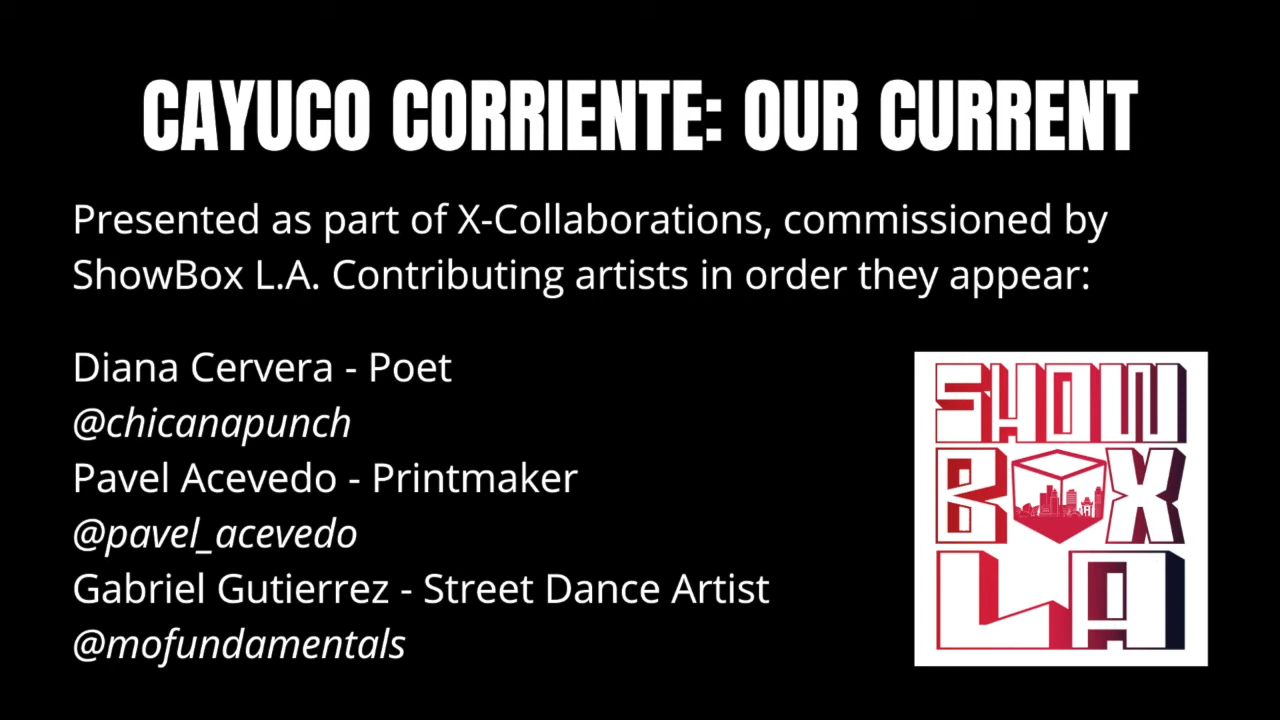 CAYUCO CORRIENTE: OUR CURRENT
Presented as part of X-Collaborations, commissioned by
ShowBox L.A. Contributing artists in order they appear:
Diana Cervera - Poet
@chicanapunch
Pavel Acevedo - Printmaker
@pavel_acevedo
Gabriel Gutierrez - Street Dance Artist
@mofundamentals
SHOW
BOX
LA